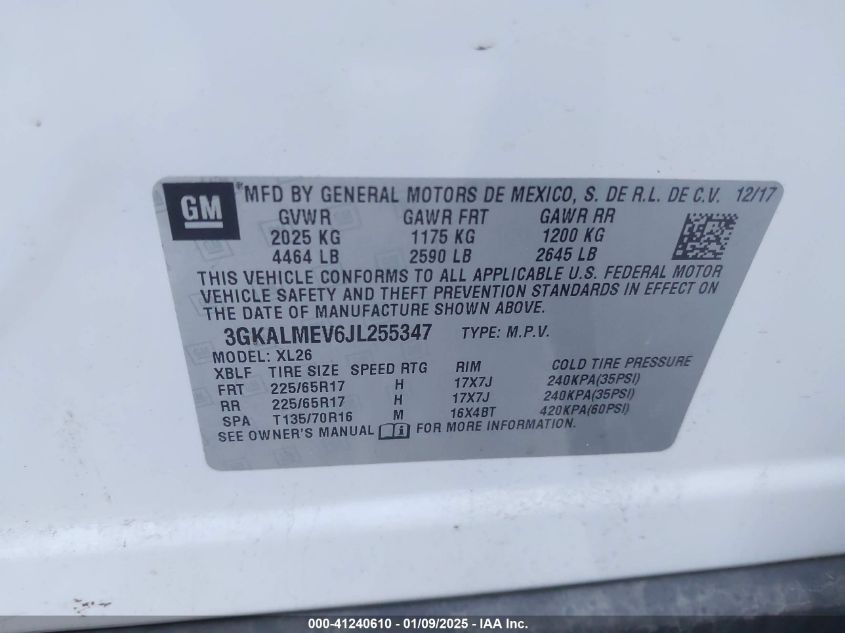 GM ® MFD BY GENERAL MOTORS DE MEXICO, S. DE R.L. DE C.V. 12/17
GVWR GAWR FRT GAWR RR
2025 KG 1175 KG 1200 KG
4464 LB 2590 LB 2645 LB
THIS VEHICLE CONFORMS TO ALL APPLICABLE U.S. FEDERAL MOTOR
VEHICLE SAFETY AND THEFT PREVENTION STANDARDS IN EFFECT ON
THE DATE OF MANUFACTURE SHOWN ABOVE.
3GKALMEV6JL255347 TYPE: M.P.V.
MODEL: XL26
XBLF TIRE SIZE SPEED RTG RIM COLD TIRE PRESSURE
FRT 225/65R17 H 17X7J 240KPA(35PSI)
RR 225/65R17 H 17X7J 240KPA(35PSI)
SPA T135/70R16 M 16X4BT 420KPA(60PSI)
SEE OWNER'S MANUAL i FOR MORE INFORMATION.
000-41240610 - 01/09/2025 - IAA Inc.